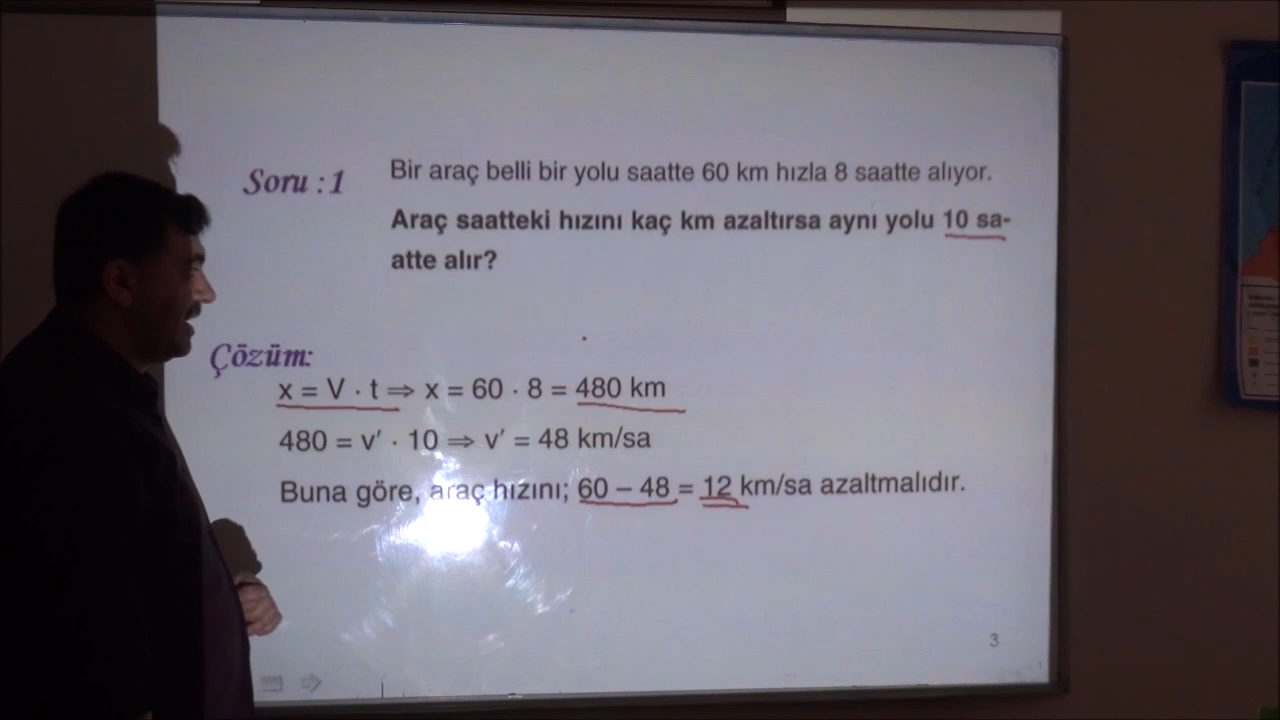 Soru : 1
Bir araç belli bir yolu saatte 60 km hızla 8 saatte alıyor.
Araç saatteki hızını kaç km azaltırsa aynı yolu 10 sa-
atte alır?
Çözüm:
x = V · t ⇒ x = 60 · 8 = 480 km
480 = v′ · 10 ⇒ v′ = 48 km/sa
Buna göre, araç hızını; 60 – 48 = 12 km/sa azaltmalıdır.
3